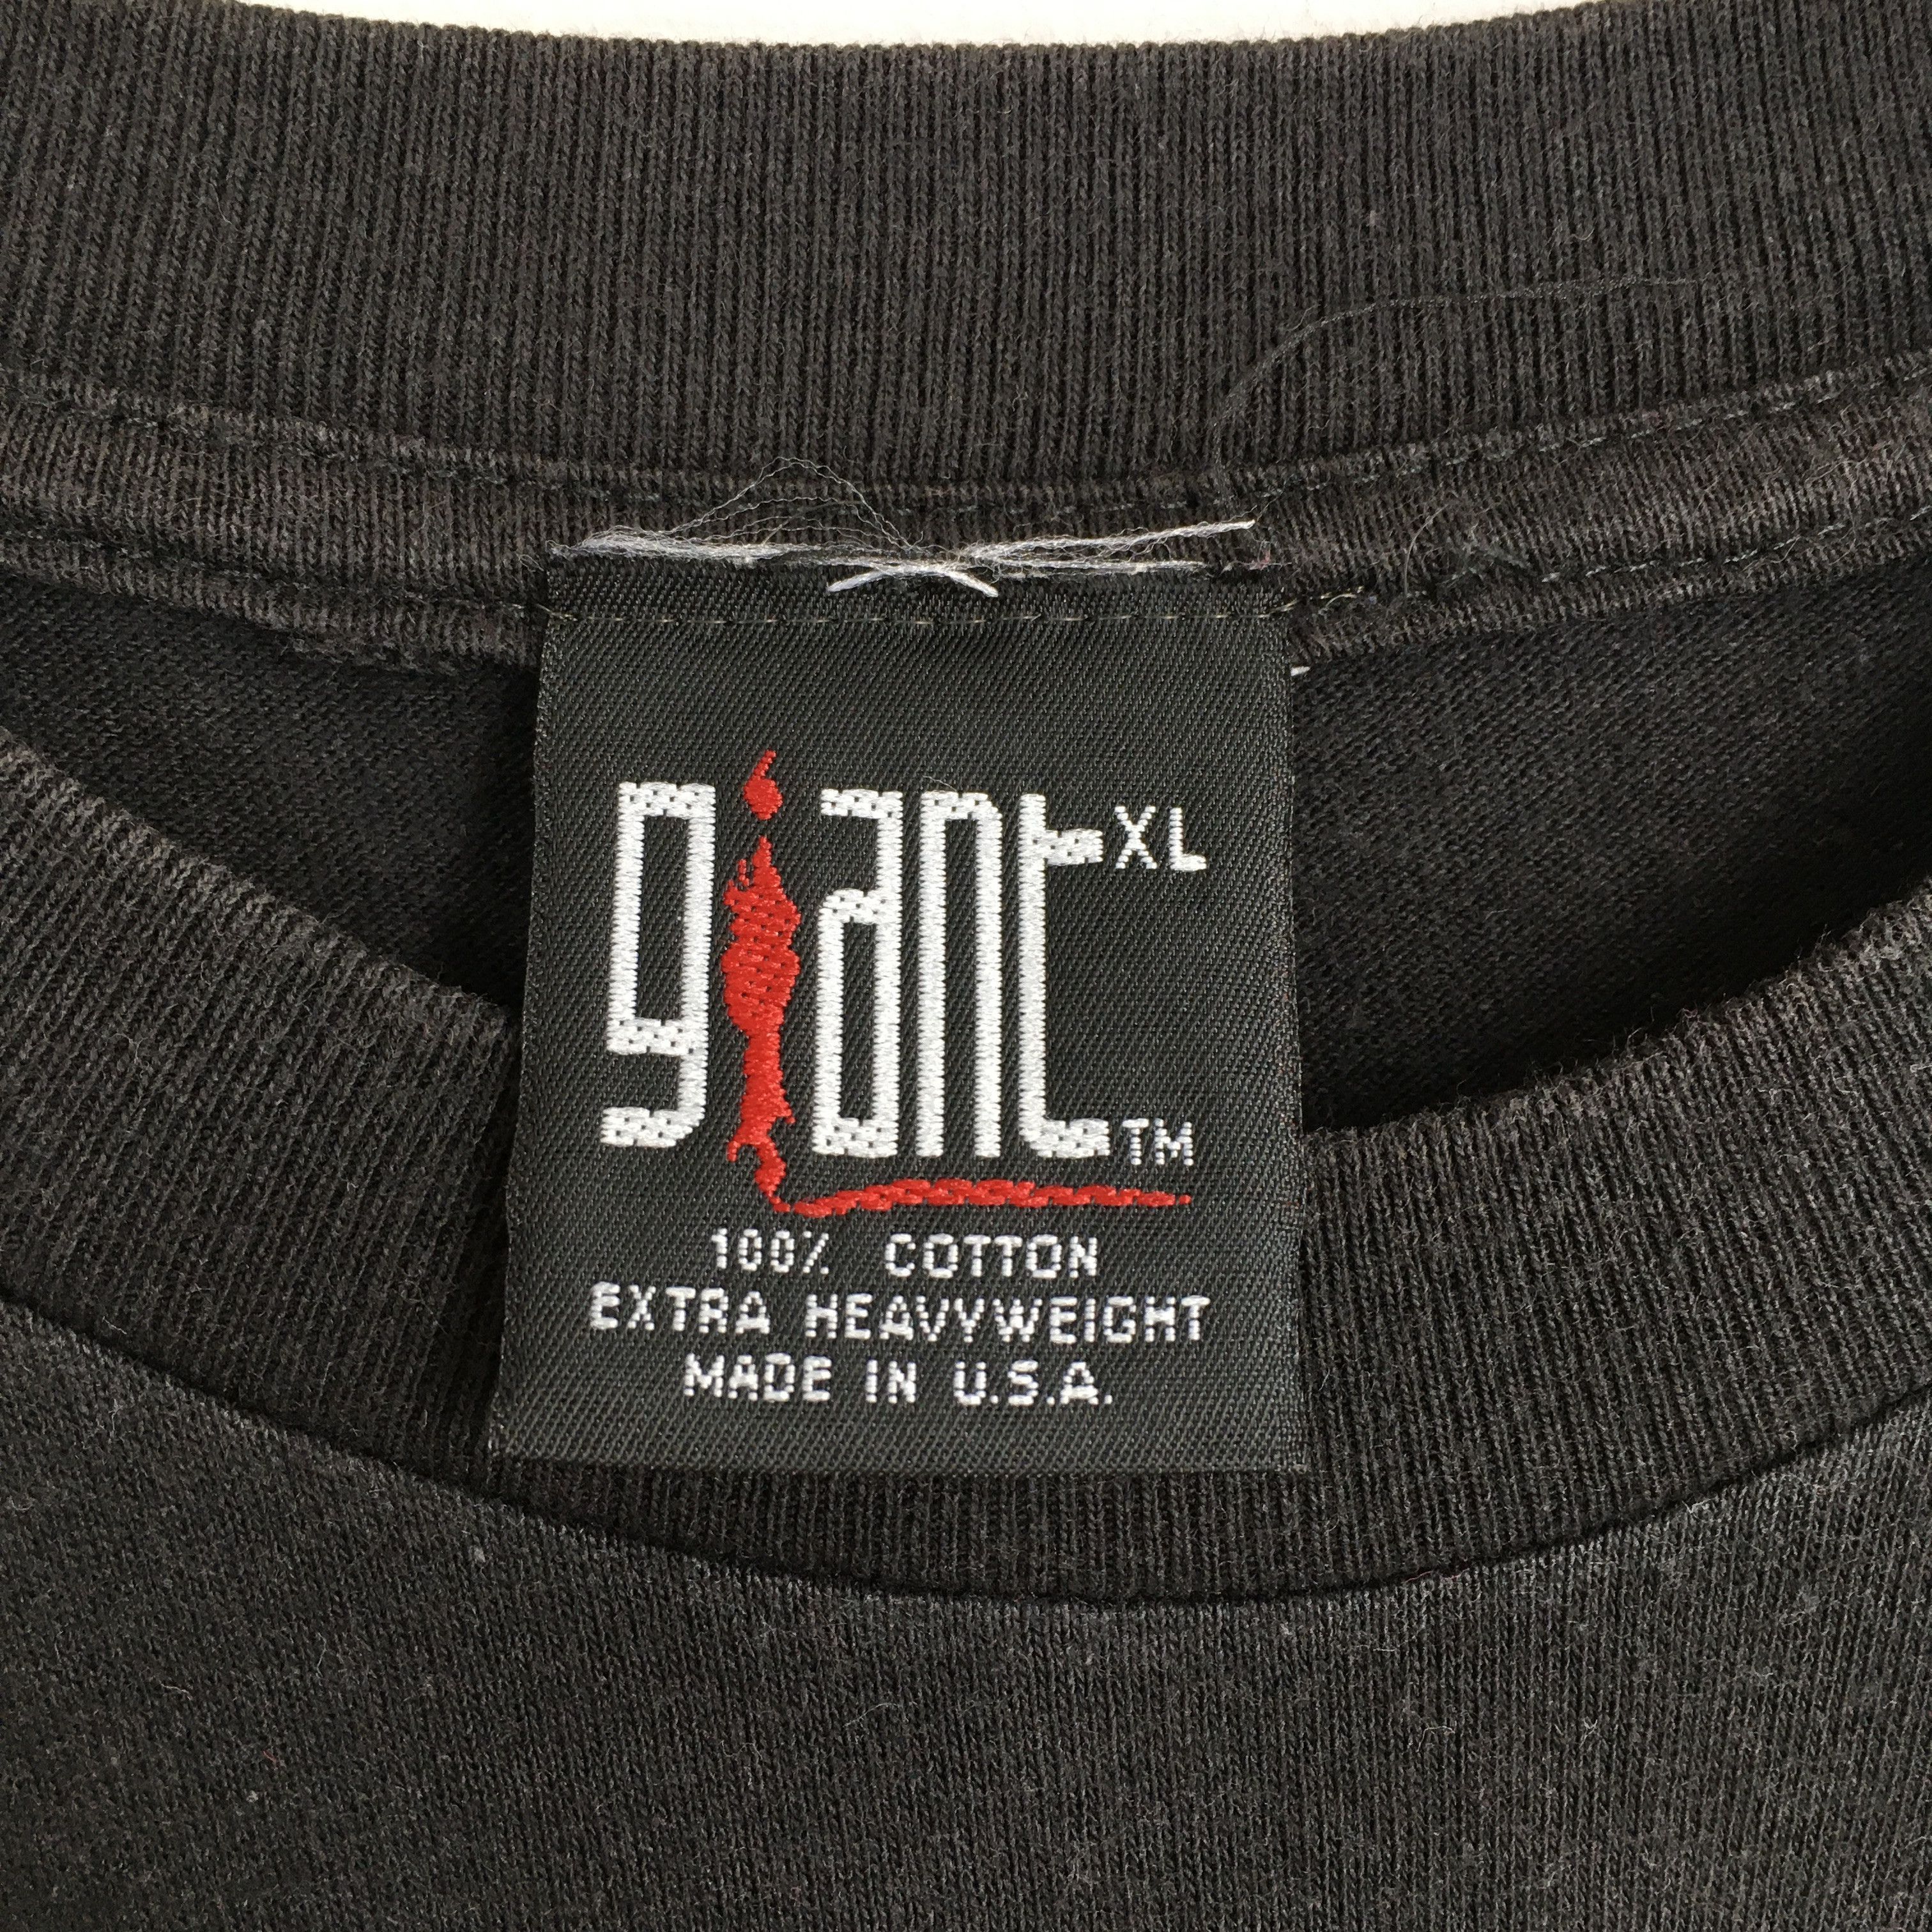 giant XL
TM
100% COTTON
EXTRA HEAVYWEIGHT
MADE IN U.S.A.